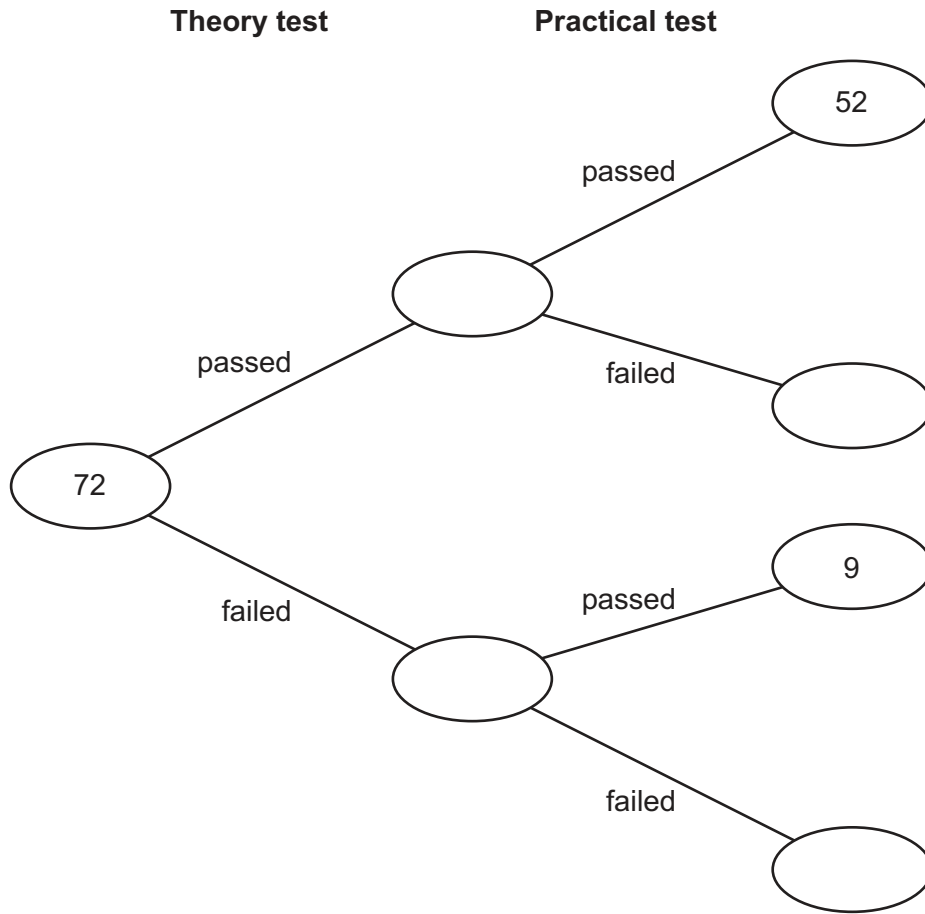 Theory test Practical test
52
passed
passed
failed
72
9
passed
failed
failed